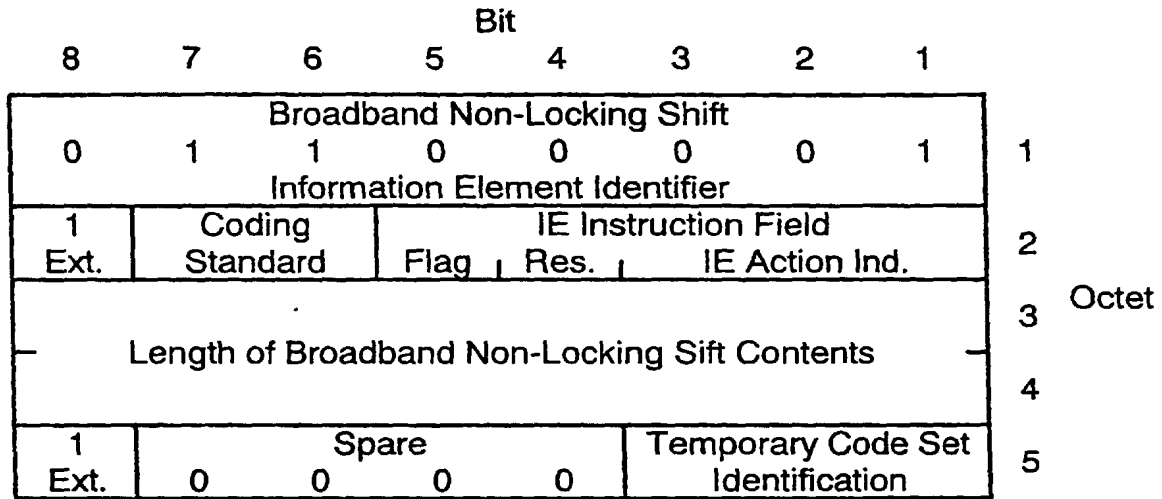 Bit
8 7 6 5 4 3 2 1
Broadband Non-Locking Shift
0 1 1 0 0 0 0 1 1
Information Element Identifier
1 Coding IE Instruction Field
Ext. Standard Flag Res. IE Action Ind. 2
3 Octet
Length of Broadband Non-Locking Sift Contents
4
1 Spare Temporary Code Set
Ext. 0 0 0 0 Identification 5